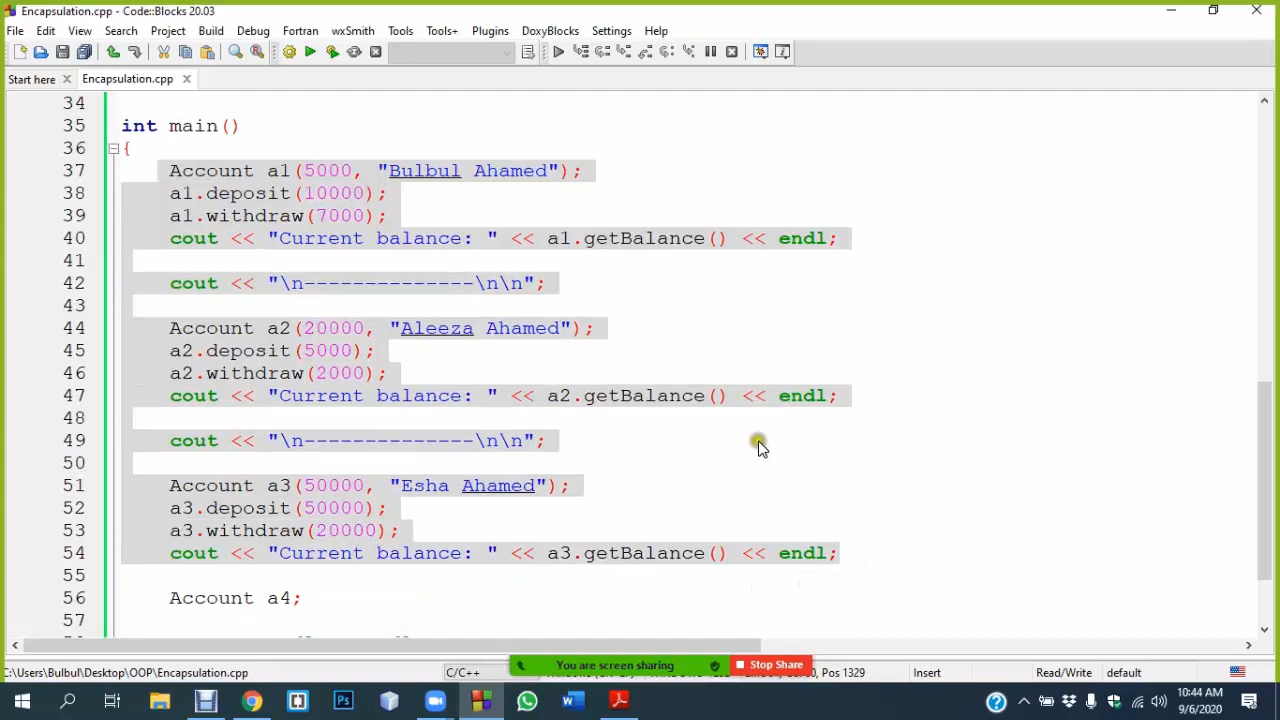 Encapsulation.cpp - Code::Blocks 20.03
File Edit View Search Project Build Debug Fortran wxSmith Tools Tools+ Plugins DoxyBlocks Settings Help
Start here Encapsulation.cpp
34
35 int main()
36 {
37 Account a1(5000, "Bulbul Ahamed");
38 a1.deposit(10000);
39 a1.withdraw(7000);
40 cout << "Current balance: " << a1.getBalance() << endl;
41
42 cout << "\n--------------\n\n";
43
44 Account a2(20000, "Aleeza Ahamed");
45 a2.deposit(5000);
46 a2.withdraw(2000);
47 cout << "Current balance: " << a2.getBalance() << endl;
48
49 cout << "\n--------------\n\n";
50
51 Account a3(50000, "Esha Ahamed");
52 a3.deposit(50000);
53 a3.withdraw(20000);
54 cout << "Current balance: " << a3.getBalance() << endl;
55
56 Account a4;
57
You are screen sharing Stop Share
C:\Users\Bulbul\Desktop\OOP\Encapsulation.cpp C/C++ Pos 1329 Insert Read/Write default
10:44 AM
9/6/2020